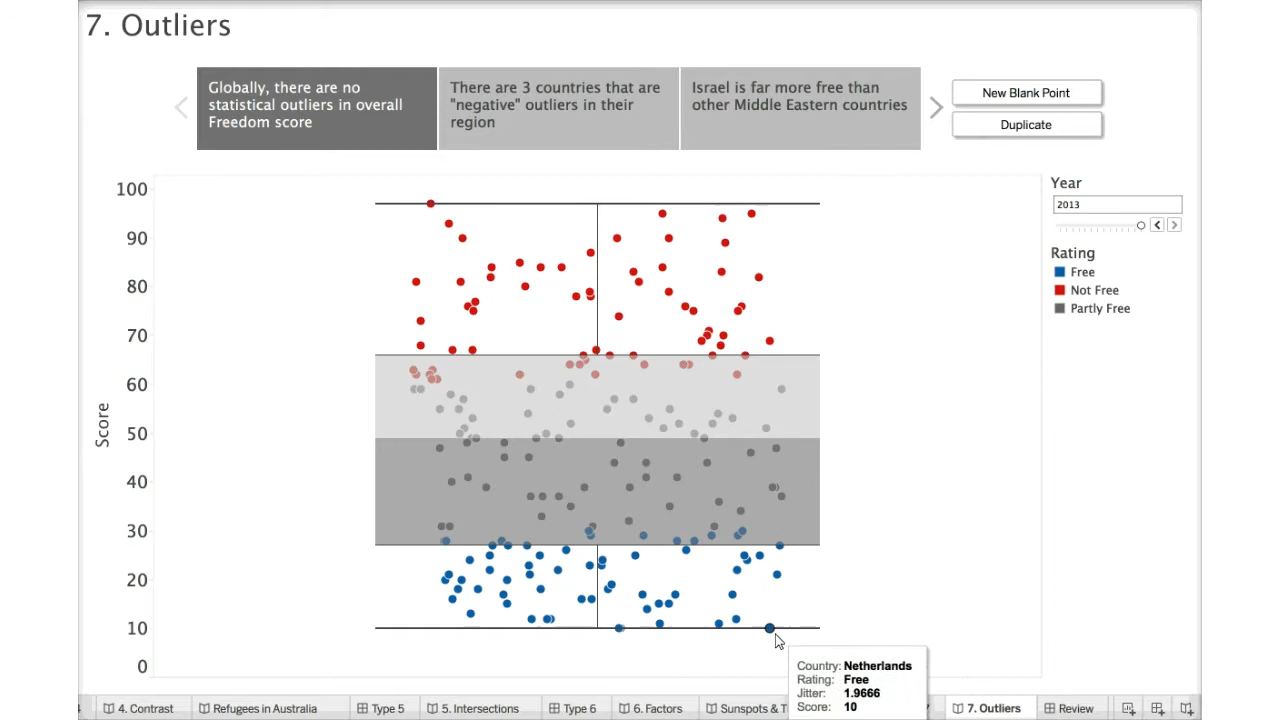 7. Outliers
Globally, there are no
statistical outliers in overall
Freedom score
There are 3 countries that are
"negative" outliers in their
region
Israel is far more free than
other Middle Eastern countries
New Blank Point
Duplicate
Year
2013
Rating
Free
Not Free
Partly Free
Score
100
90
80
70
60
50
40
30
20
10
0
Country: Netherlands
Rating: Free
Jitter: 1.9666
Score: 10
4. Contrast
Refugees in Australia
Type 5
5. Intersections
Type 6
6. Factors
Sunspots & T
7. Outliers
Review